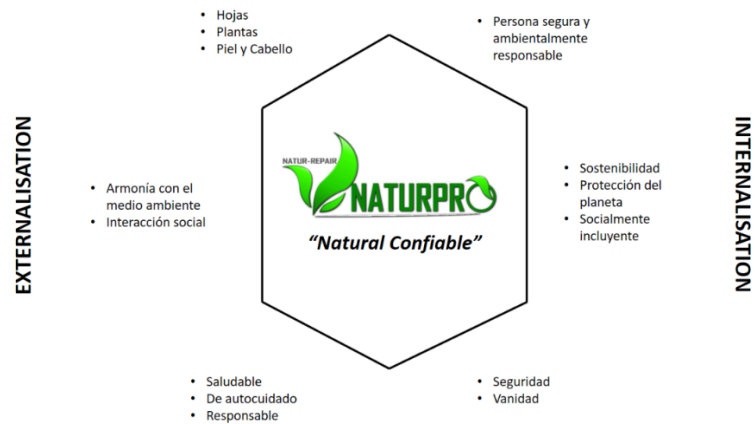 Hojas
Plantas
Piel y Cabello
Persona segura y
ambientalmente
responsable
EXTERNALISATION
Armonía con el
medio ambiente
Interacción social
NATUR-REPAIR
NATURPRO
“Natural Confiable”
Sostenibilidad
Protección del
planeta
Socialmente
incluyente
INTERNALISATION
Saludable
De autocuidado
Responsable
Seguridad
Vanidad